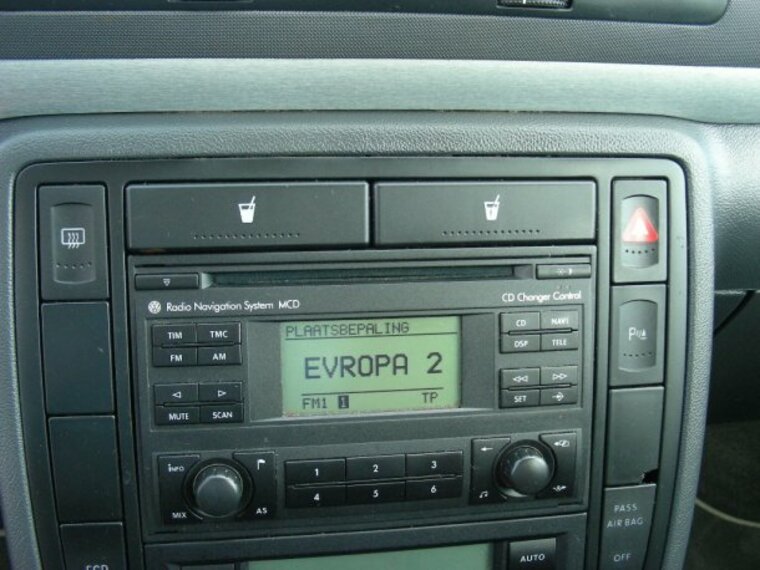 Radio Navigation System MCD
CD Changer Control
TIM TMC
FM AM
MUTE SCAN
PLAATSBEPALING
EVROPA 2
FM1 1 TP
CD NAVI
DSP TELE
SET
INFO
MIX
AS
1 2 3
4 5 6
PASS
AIR BAG
OFF
AUTO